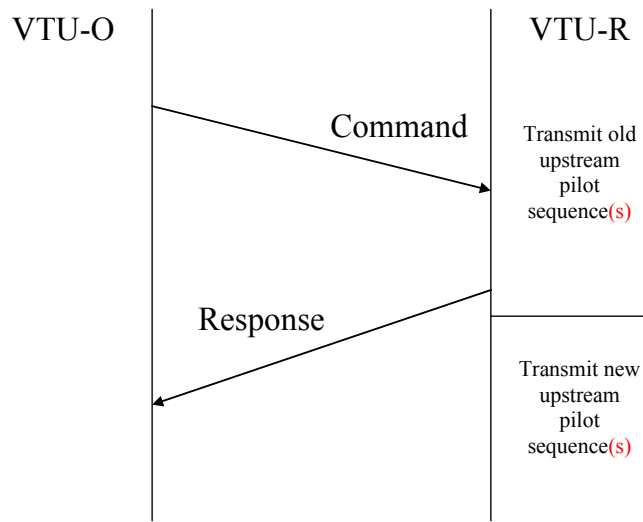 VTU-O
VTU-R
Command
Transmit old
upstream
pilot
sequence(s)
Response
Transmit new
upstream
pilot
sequence(s)